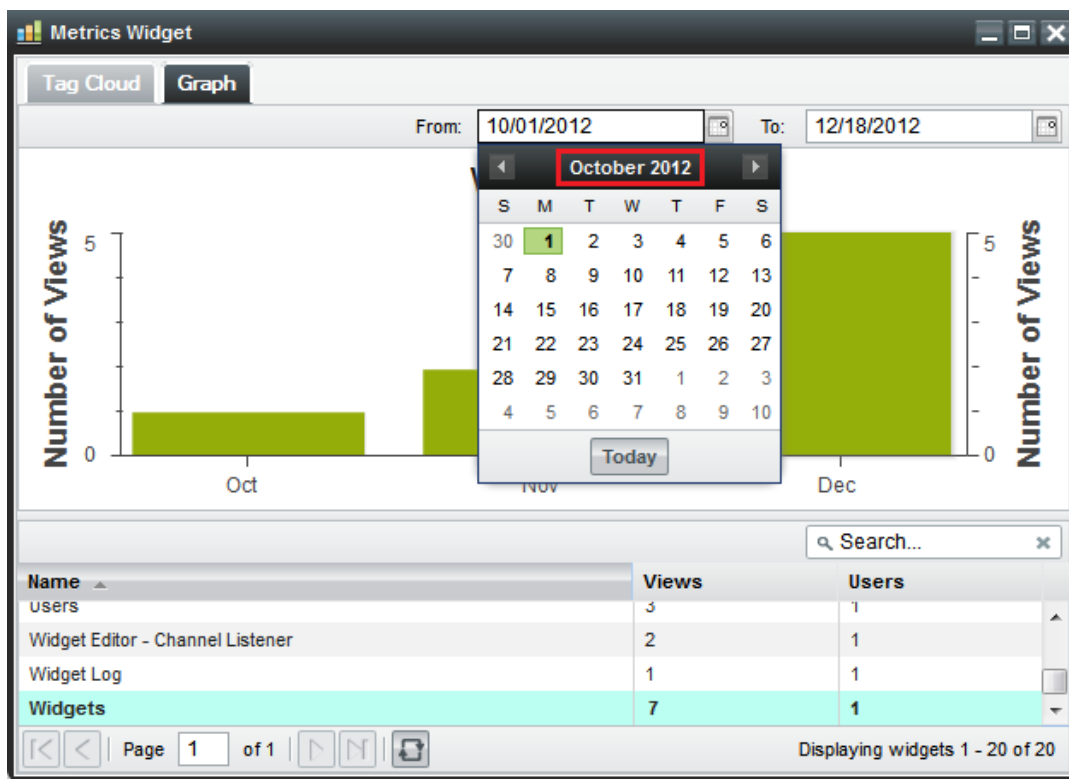 Metrics Widget
Tag Cloud Graph
From: 10/01/2012 To: 12/18/2012
October 2012
S M T W T F S
30 1 2 3 4 5 6
7 8 9 10 11 12 13
14 15 16 17 18 19 20
21 22 23 24 25 26 27
28 29 30 31 1 2 3
4 5 6 7 8 9 10
Today
Number of Views
5
0
Oct Nov Dec
5
0
Number of Views
Search...
Name Views Users
Users 3 1
Widget Editor - Channel Listener 2 1
Widget Log 1 1
Widgets 7 1
Page 1 of 1 Displaying widgets 1 - 20 of 20